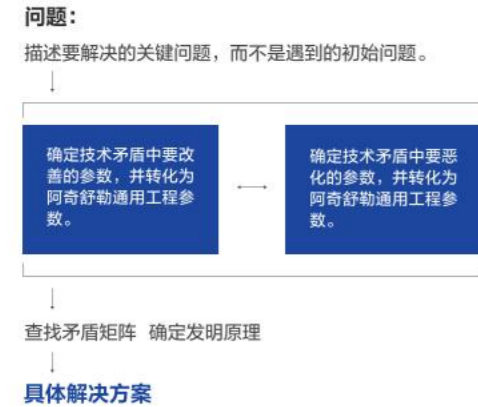 问题：
描述要解决的关键问题，而不是遇到的初始问题。
确定技术矛盾中要改
善的参数，并转化为
阿奇舒勒通用工程参
数。
确定技术矛盾中要恶
化的参数，并转化为
阿奇舒勒通用工程参
数。
查找矛盾矩阵 确定发明原理
具体解决方案